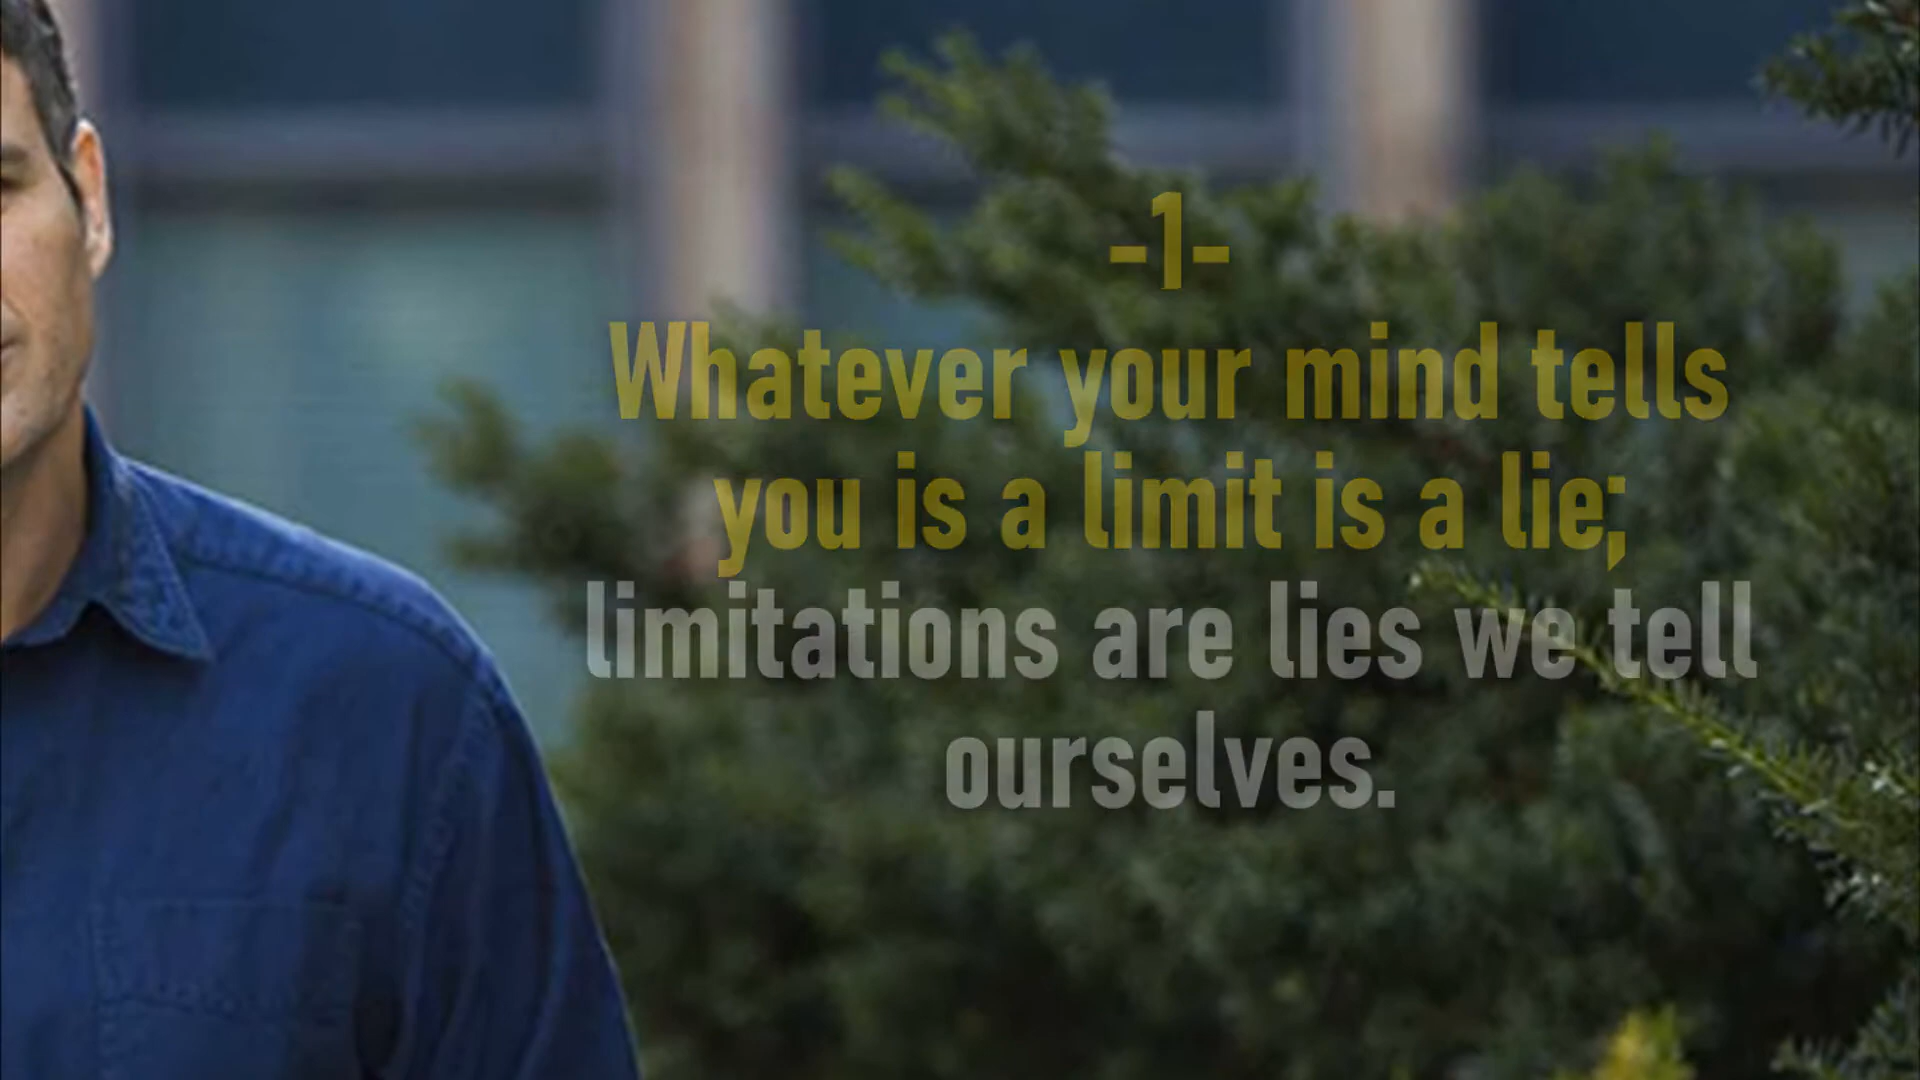 -1-
Whatever your mind tells
you is a limit is a lie;
limitations are lies we tell
ourselves.